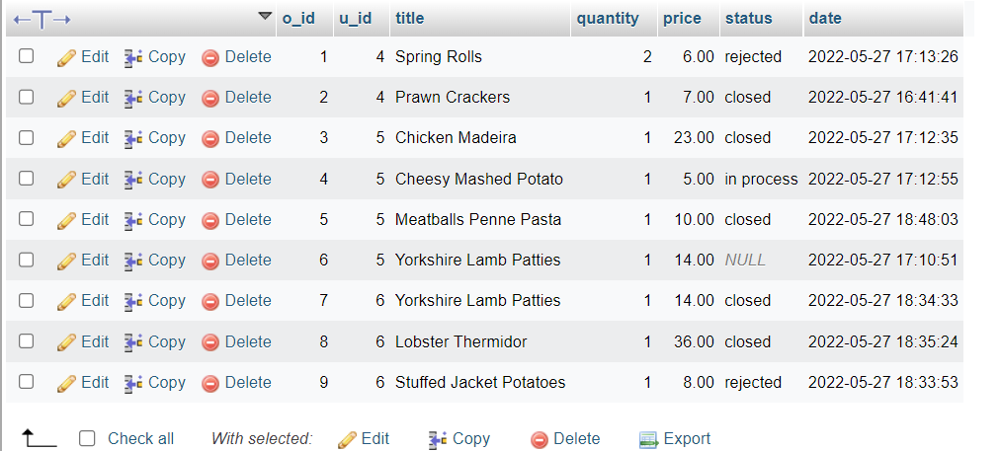 o_id u_id title quantity price status date
Edit Copy Delete 1 4 Spring Rolls 2 6.00 rejected 2022-05-27 17:13:26
Edit Copy Delete 2 4 Prawn Crackers 1 7.00 closed 2022-05-27 16:41:41
Edit Copy Delete 3 5 Chicken Madeira 1 23.00 closed 2022-05-27 17:12:35
Edit Copy Delete 4 5 Cheesy Mashed Potato 1 5.00 in process 2022-05-27 17:12:55
Edit Copy Delete 5 5 Meatballs Penne Pasta 1 10.00 closed 2022-05-27 18:48:03
Edit Copy Delete 6 5 Yorkshire Lamb Patties 1 14.00 NULL 2022-05-27 17:10:51
Edit Copy Delete 7 6 Yorkshire Lamb Patties 1 14.00 closed 2022-05-27 18:34:33
Edit Copy Delete 8 6 Lobster Thermidor 1 36.00 closed 2022-05-27 18:35:24
Edit Copy Delete 9 6 Stuffed Jacket Potatoes 1 8.00 rejected 2022-05-27 18:33:53
Check all With selected: Edit Copy Delete Export